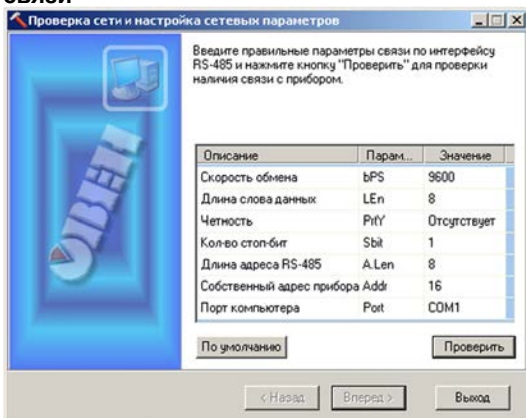 связи
Проверка сети и настройка сетевых параметров
Введите правильные параметры связи по интерфейсу
RS-485 и нажмите кнопку "Проверить" для проверки
наличия связи с прибором.
Описание Парам... Значение
Скорость обмена bPS 9600
Длина слова данных LEn 8
Четность PrtY Отсутствует
Кол-во стоп-бит Sbit 1
Длина адреса RS-485 A.Len 8
Собственный адрес прибора Addr 16
Порт компьютера Port COM1
ОВЕН
По умолчанию Проверить
< Назад Вперед > Выход